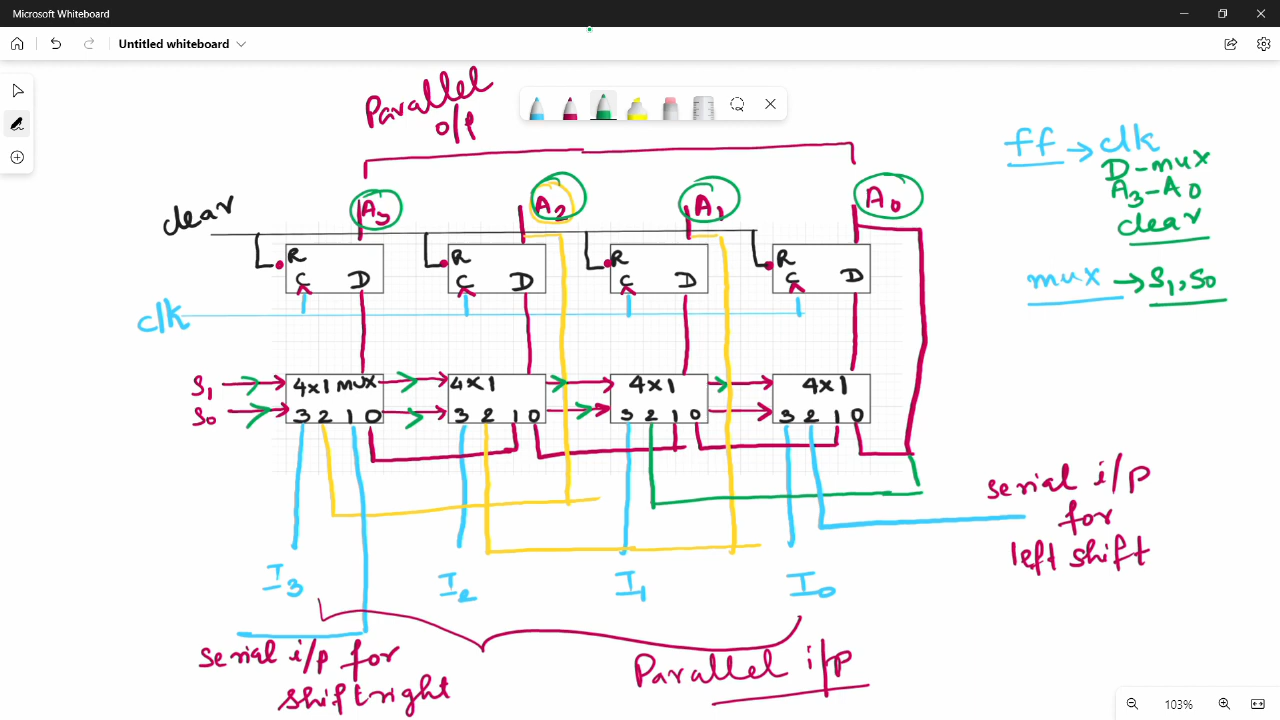 Microsoft Whiteboard
Untitled whiteboard
Parallel
o/p
clear
A3 A2 A1 A0
R R R R
C D C D C D C D
clk
S1
S0
4x1 mux 4x1 4x1 4x1
3 2 1 0 3 2 1 0 3 2 1 0 3 2 1 0
I3 I2 I1 I0
serial i/p for
shift right
Parallel i/p
ff → clk
D-mux
A3-A0
clear
mux → S1, S0
serial i/p
for
left shift
103%